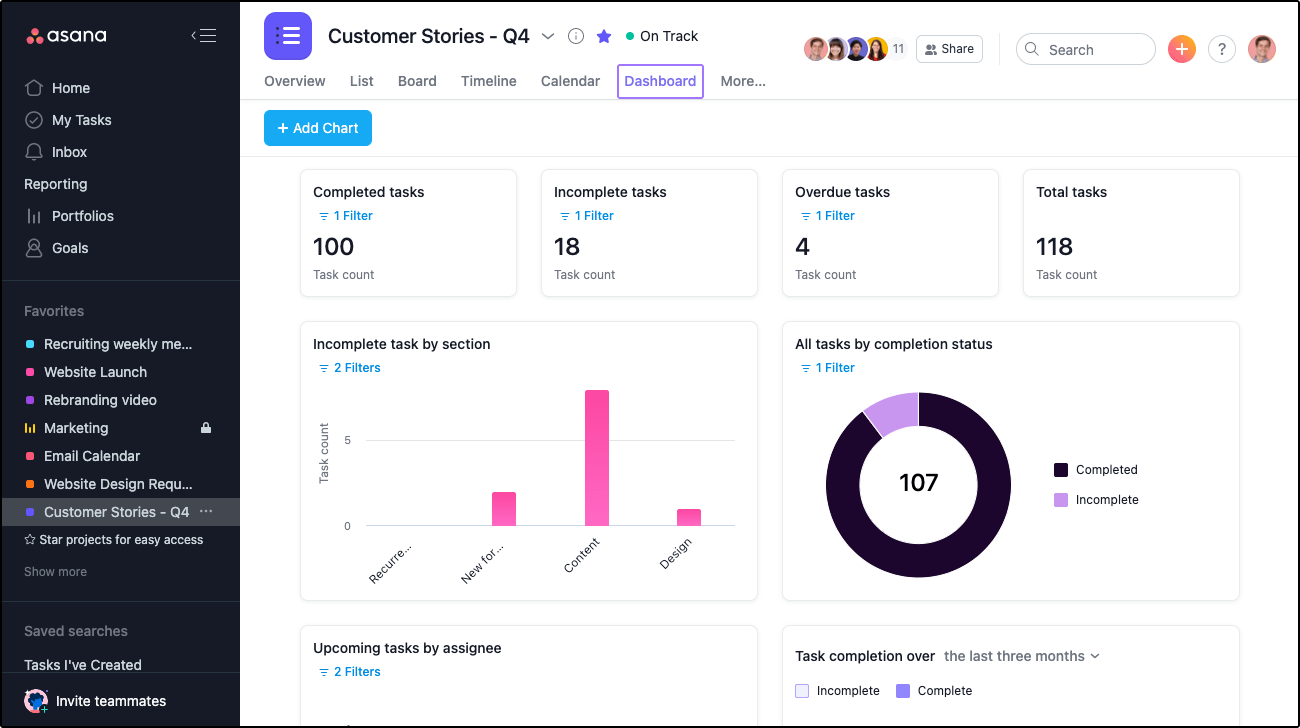 asana
Home
My Tasks
Inbox
Reporting
Portfolios
Goals
Favorites
Recruiting weekly me...
Website Launch
Rebranding video
Marketing
Email Calendar
Website Design Requ...
Customer Stories - Q4 ...
Star projects for easy access
Show more
Saved searches
Tasks I've Created
Invite teammates
Customer Stories - Q4
On Track
11
Share
Search
?
Overview List Board Timeline Calendar Dashboard More...
+ Add Chart
Completed tasks
1 Filter
100
Task count
Incomplete tasks
1 Filter
18
Task count
Overdue tasks
1 Filter
4
Task count
Total tasks
118
Task count
Incomplete task by section
2 Filters
Task count
5
0
Recurre...
New for...
Content
Design
All tasks by completion status
1 Filter
107
Completed
Incomplete
Upcoming tasks by assignee
2 Filters
Task completion over the last three months
Incomplete Complete